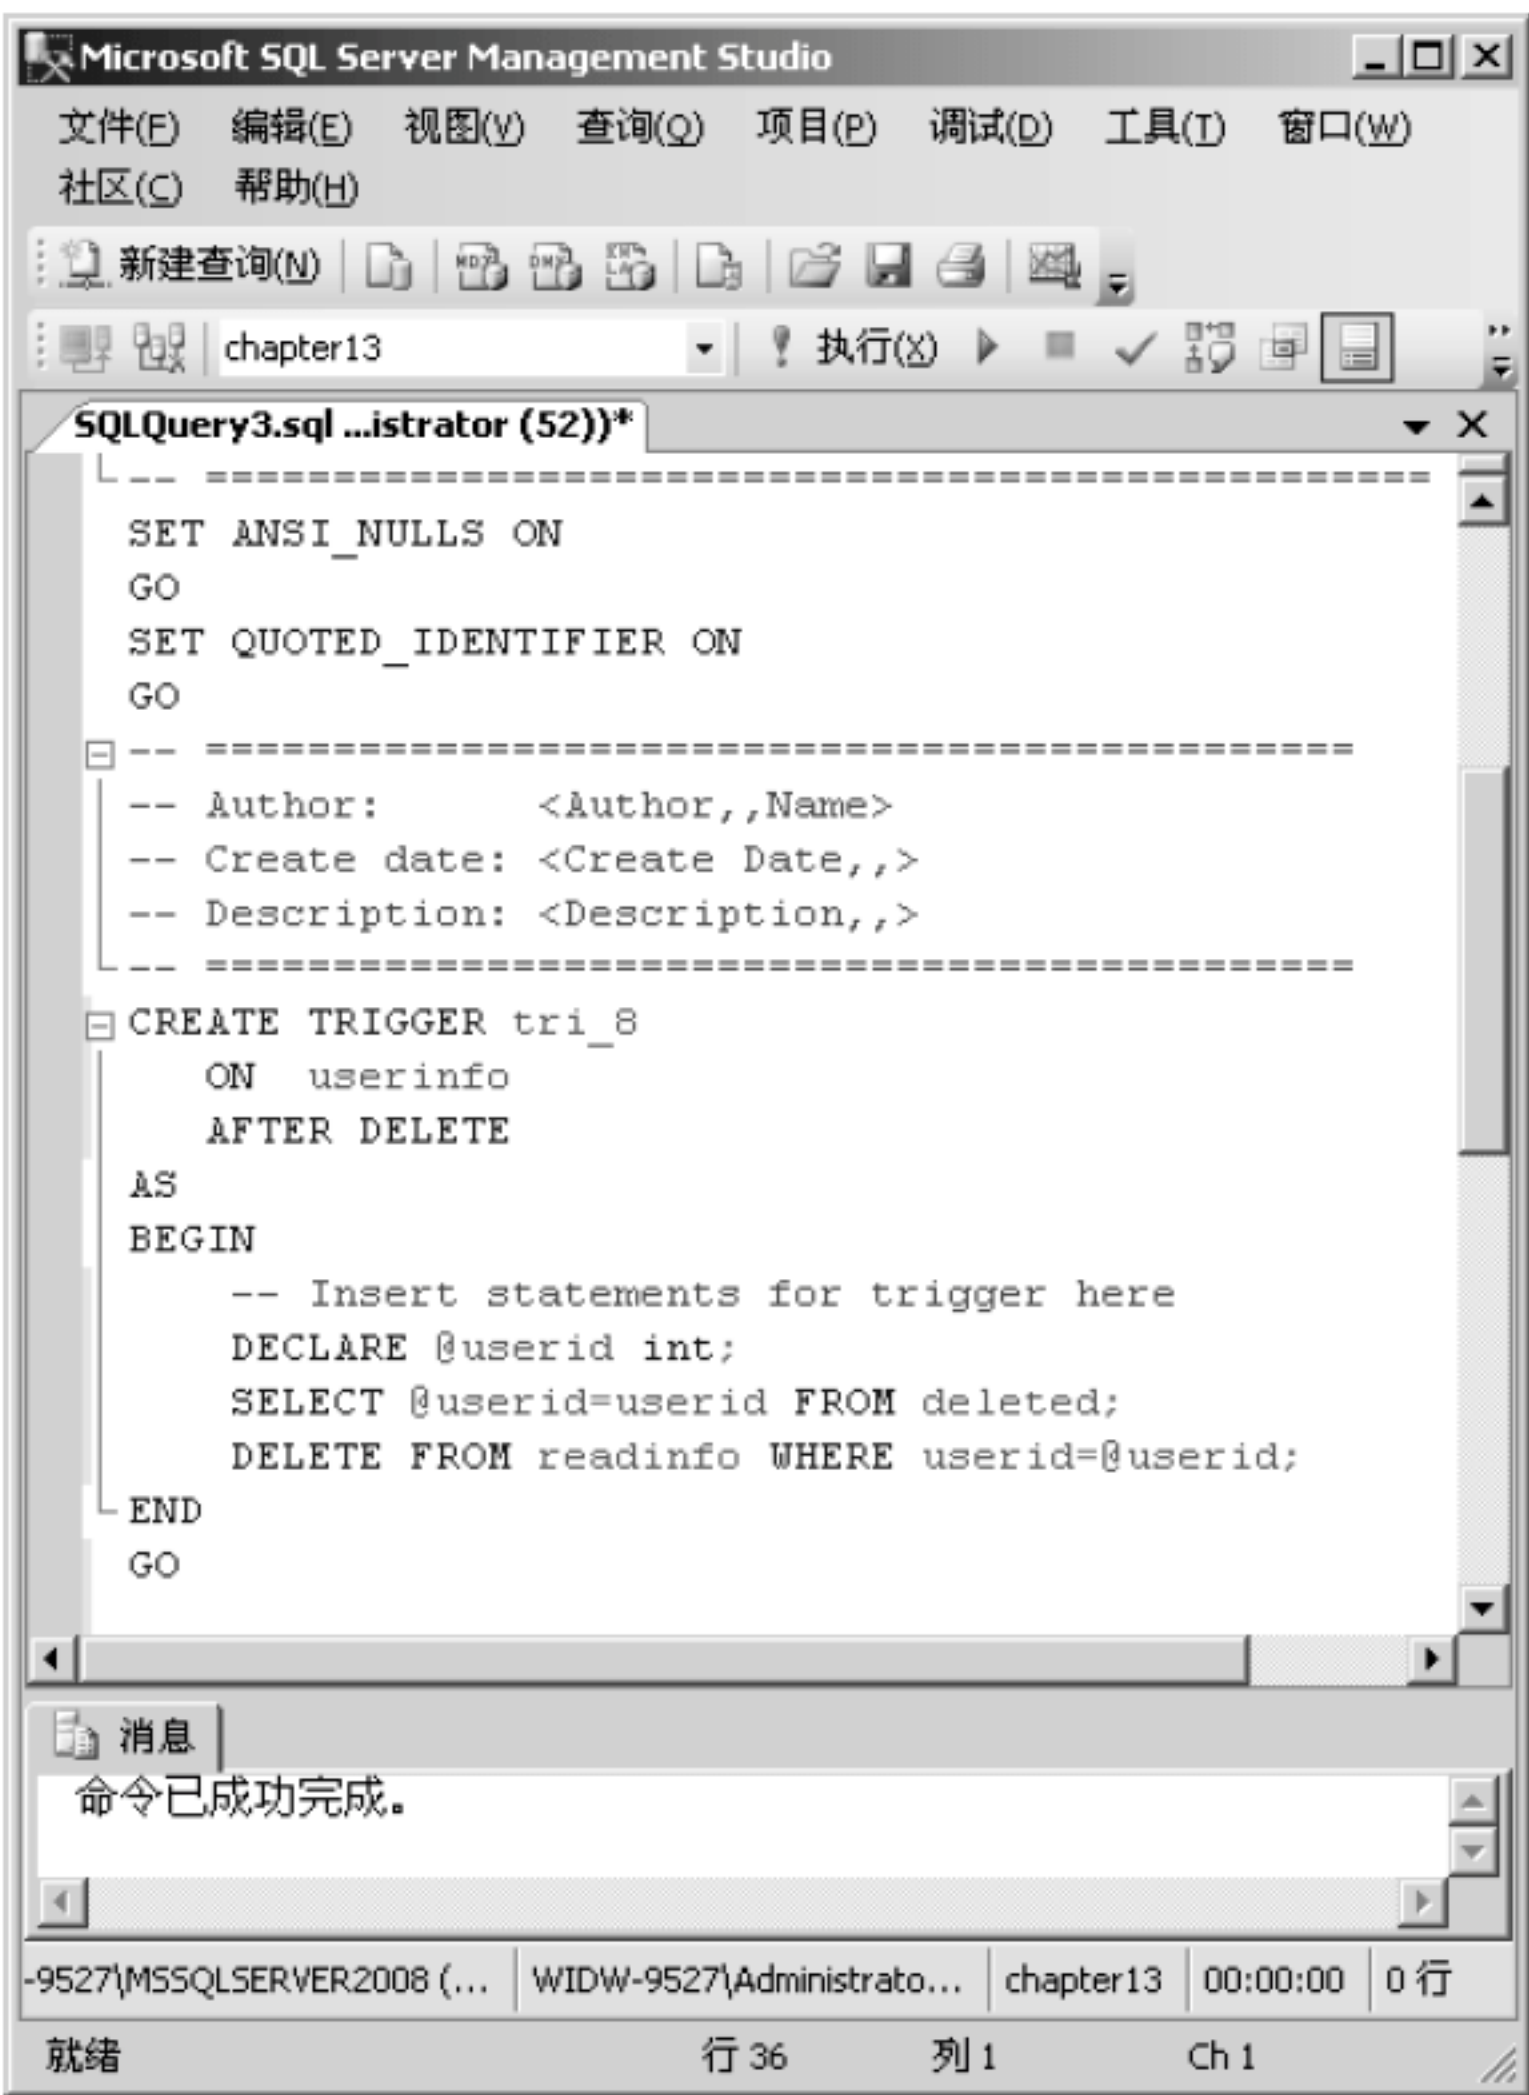 Microsoft SQL Server Management Studio
文件(F) 编辑(E) 视图(V) 查询(Q) 项目(P) 调试(D) 工具(T) 窗口(W)
社区(C) 帮助(H)
新建查询(N)
chapter13 执行(X)
SQLQuery3.sql ...istrator (52))*
-- ================================================
SET ANSI_NULLS ON
GO
SET QUOTED_IDENTIFIER ON
GO
-- =============================================
-- Author:      <Author,,Name>
-- Create date: <Create Date,,>
-- Description: <Description,,>
-- =============================================
CREATE TRIGGER tri_8
   ON  userinfo
   AFTER DELETE
AS
BEGIN
    -- Insert statements for trigger here
    DECLARE @userid int;
    SELECT @userid=userid FROM deleted;
    DELETE FROM readinfo WHERE userid=@userid;
END
GO
消息
命令已成功完成。
-9527\MSSQLSERVER2008 (... WIDW-9527\Administrato... chapter13 00:00:00 0 行
就绪 行 36 列 1 Ch 1